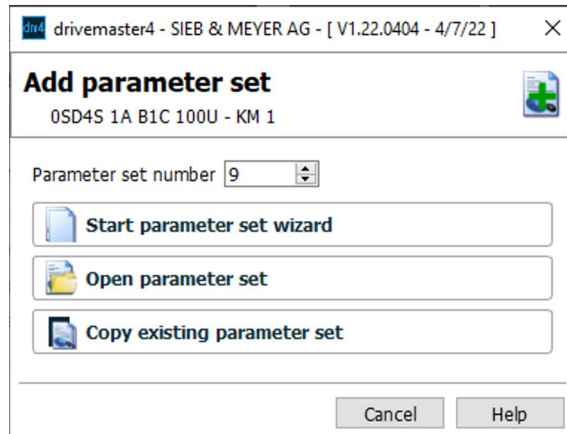 dm4 drivemaster4 - SIEB & MEYER AG - [ V1.22.0404 - 4/7/22 ]
Add parameter set
0SD4S 1A B1C 100U - KM 1
Parameter set number 9
Start parameter set wizard
Open parameter set
Copy existing parameter set
Cancel Help